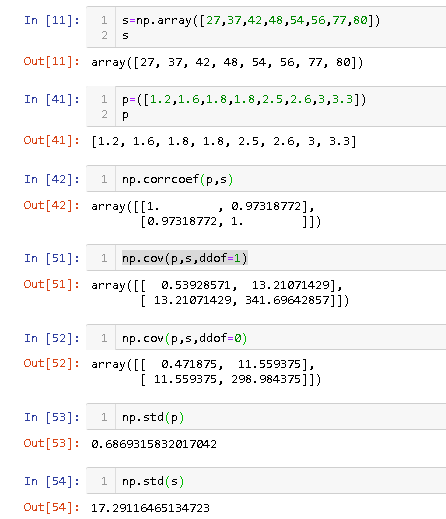 In [11]: 1 s=np.array([27,37,42,48,54,56,77,80])
2 s
Out[11]: array([27, 37, 42, 48, 54, 56, 77, 80])
In [41]: 1 p=([1.2,1.6,1.8,1.8,2.5,2.6,3,3.3])
2 p
Out[41]: [1.2, 1.6, 1.8, 1.8, 2.5, 2.6, 3, 3.3]
In [42]: 1 np.corrcoef(p,s)
Out[42]: array([[1.        , 0.97318772],
[0.97318772, 1.        ]])
In [51]: 1 np.cov(p,s,ddof=1)
Out[51]: array([[  0.53928571,  13.21071429],
[ 13.21071429, 341.69642857]])
In [52]: 1 np.cov(p,s,ddof=0)
Out[52]: array([[  0.471875,  11.559375],
[ 11.559375, 298.984375]])
In [53]: 1 np.std(p)
Out[53]: 0.6869315832017042
In [54]: 1 np.std(s)
Out[54]: 17.29116465134723